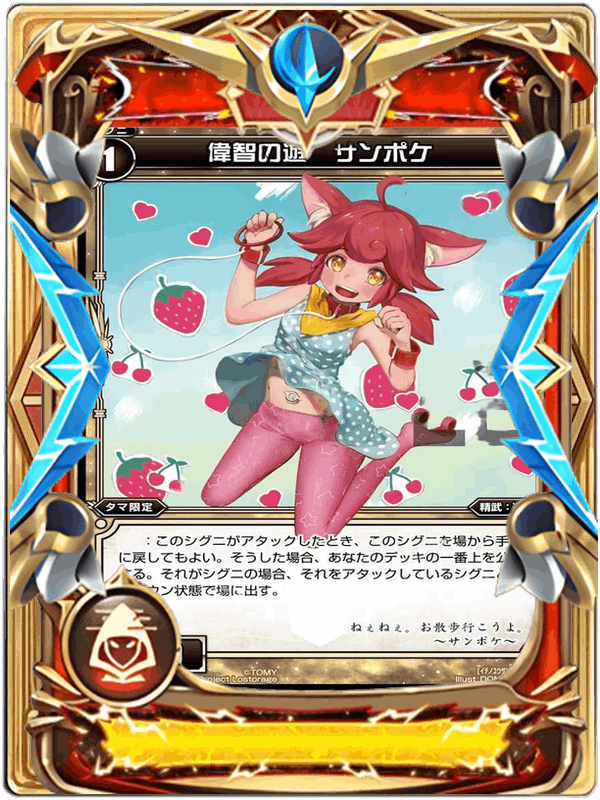 1
偉智の遊 サンポケ
タマ限定
精武：
：このシグニがアタックしたとき、このシグニを場から手
に戻してもよい。そうした場合、あなたのデッキの一番上を公
る。それがシグニの場合、それをアタックしているシグニ
ウン状態で場に出す。
ねぇねぇ。お散歩行こうよ。
～サンポケ～
©TOMY
roject Lostorage
Illust:DOM